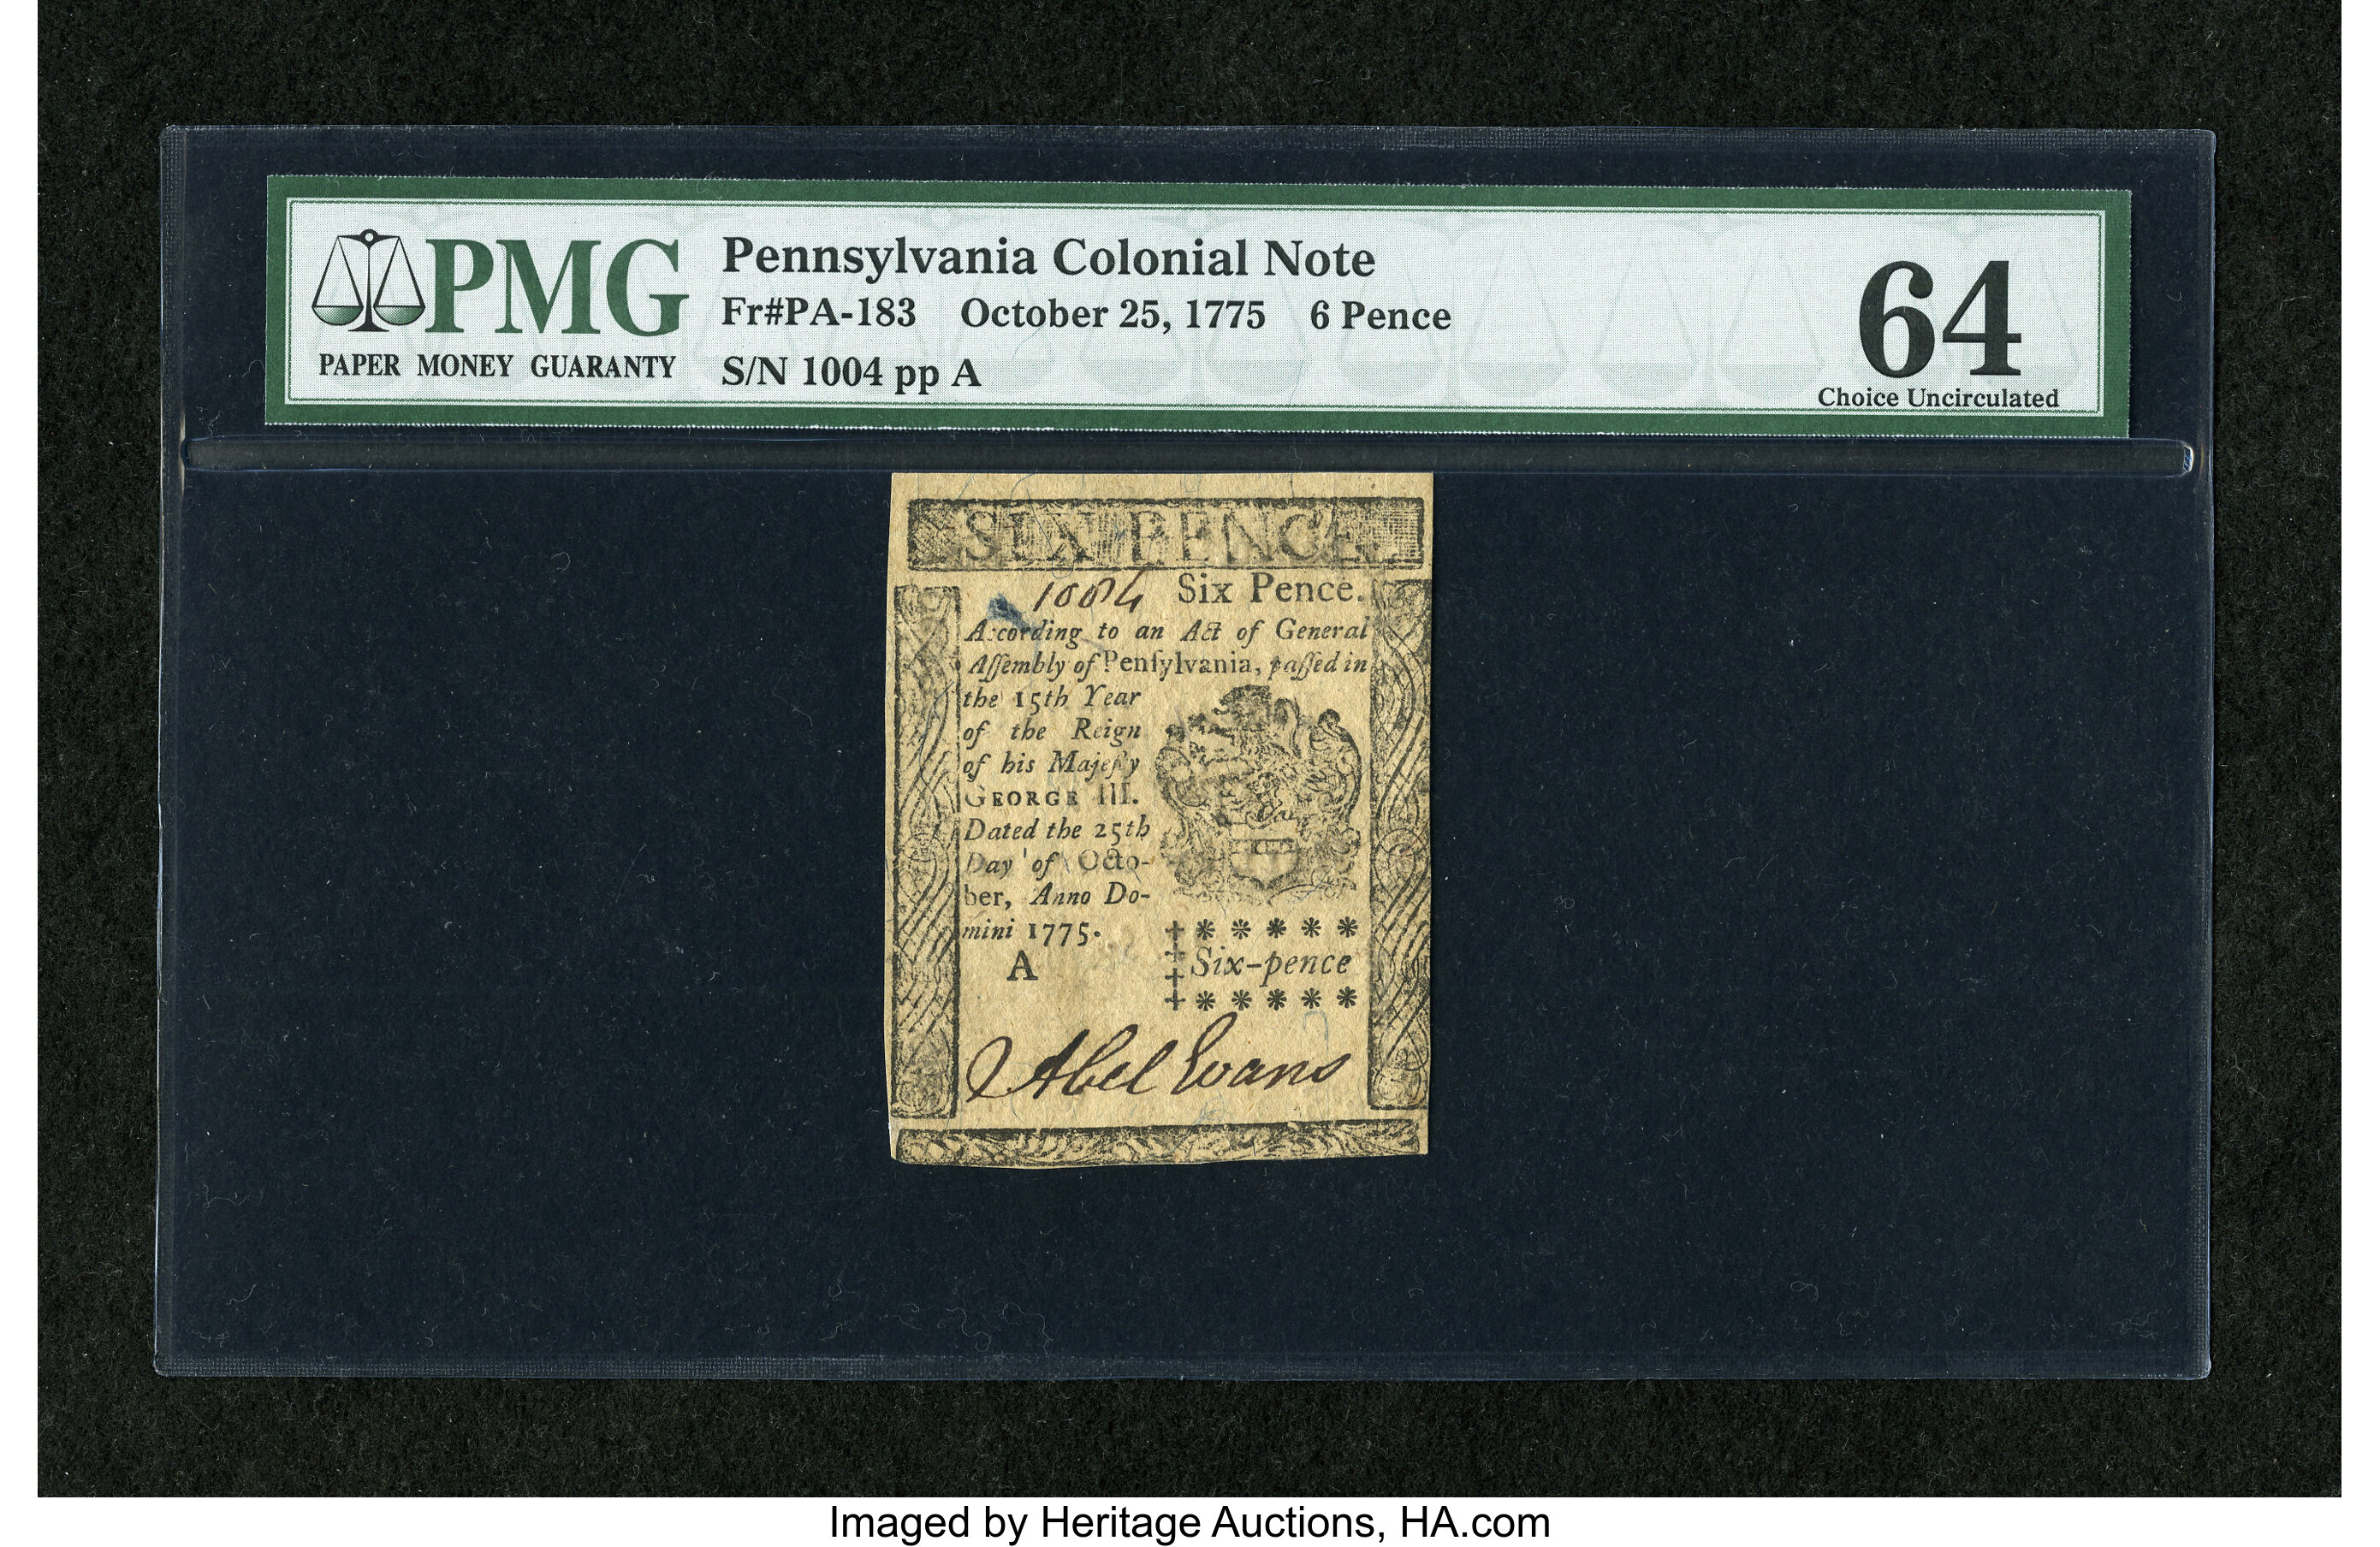 PMG
PAPER MONEY GUARANTY
Pennsylvania Colonial Note
Fr#PA-183 October 25, 1775 6 Pence
S/N 1004 pp A
64
Choice Uncirculated
SIX PENCE.
1004 Six Pence.
According to an Act of General
Aſſembly of Penſylvania, paſſed in
the 15th Year
of the Reign
of his Majeſty
GEORGE III.
Dated the 25th
Day of Octo-
ber, Anno Do-
mini 1775.
A
‡ * * * * *
‡ Six-pence
‡ * * * * *
Abel Evans
Imaged by Heritage Auctions, HA.com